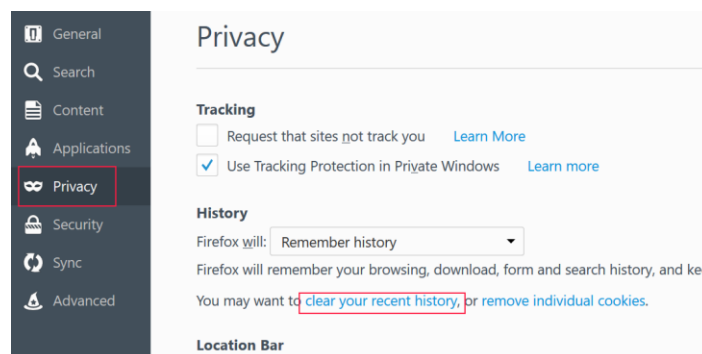 General
Search
Content
Applications
Privacy
Security
Sync
Advanced
Privacy
Tracking
Request that sites not track you Learn More
Use Tracking Protection in Private Windows Learn more
History
Firefox will: Remember history
Firefox will remember your browsing, download, form and search history, and ke
You may want to clear your recent history, or remove individual cookies.
Location Bar